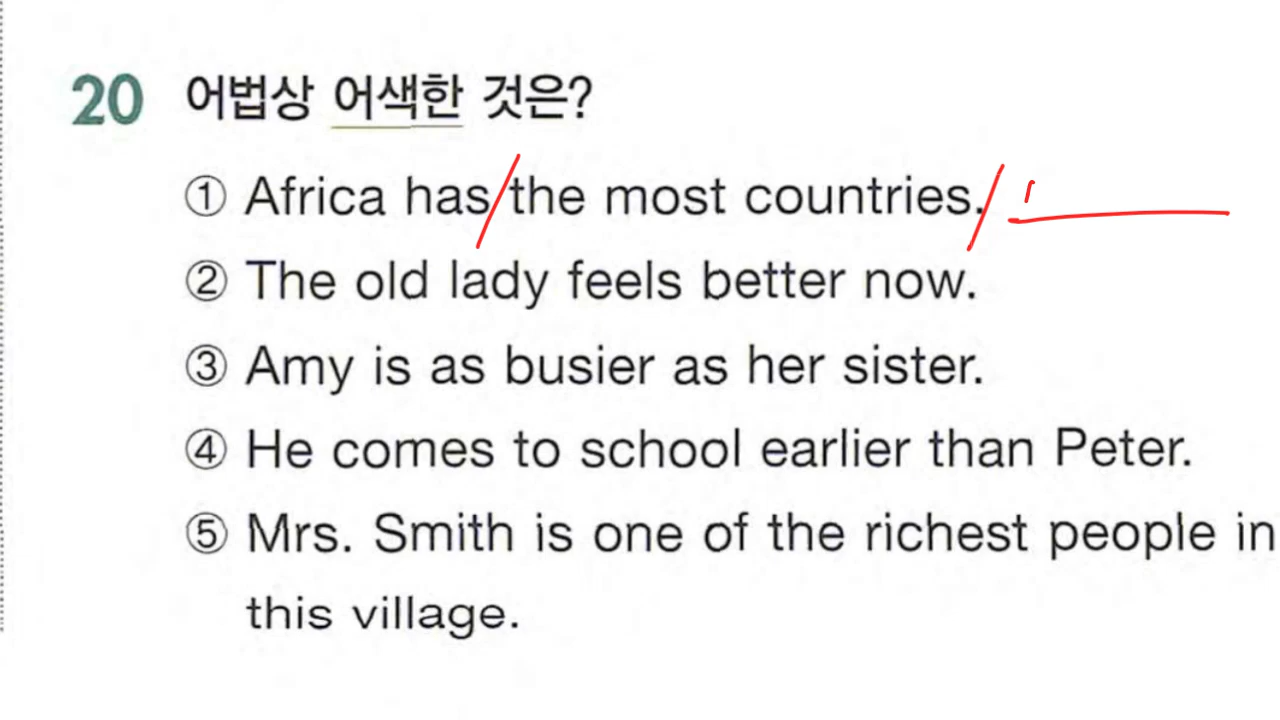 20 어법상 어색한 것은?
① Africa has the most countries.
② The old lady feels better now.
③ Amy is as busier as her sister.
④ He comes to school earlier than Peter.
⑤ Mrs. Smith is one of the richest people in
this village.